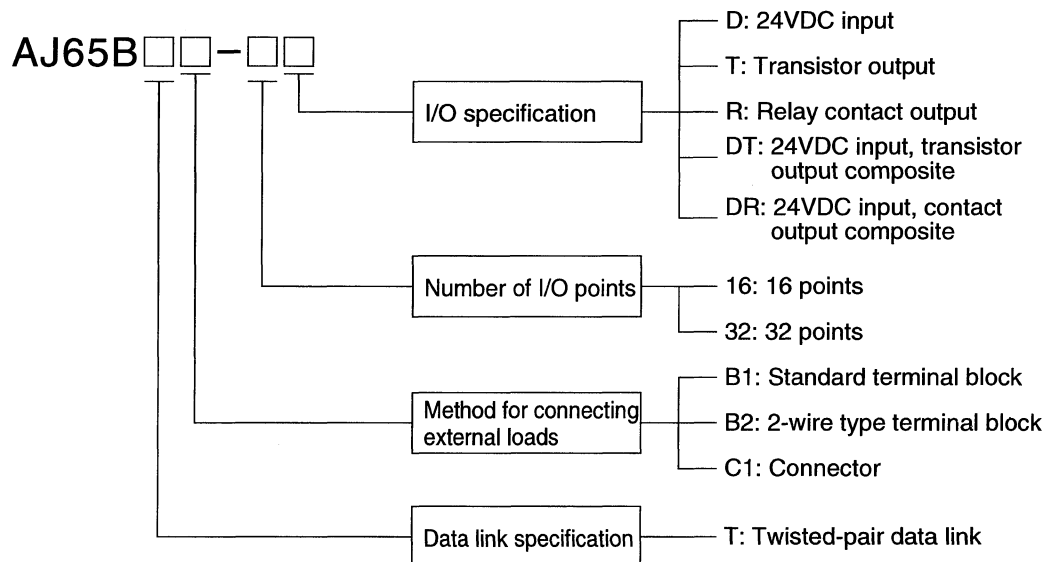 AJ65B□□-□□
I/O specification
D: 24VDC input
T: Transistor output
R: Relay contact output
DT: 24VDC input, transistor
output composite
DR: 24VDC input, contact
output composite
Number of I/O points
16: 16 points
32: 32 points
Method for connecting
external loads
B1: Standard terminal block
B2: 2-wire type terminal block
C1: Connector
Data link specification
T: Twisted-pair data link